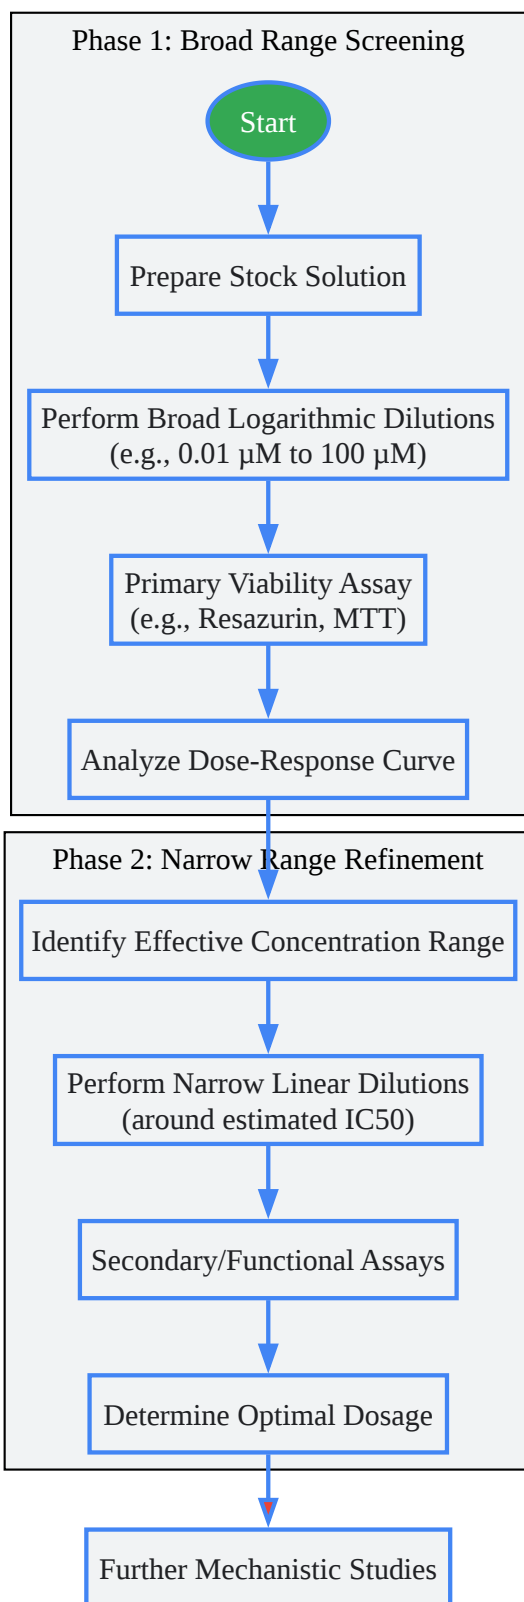 Phase 1: Broad Range Screening
Start
Prepare Stock Solution
Perform Broad Logarithmic Dilutions
(e.g., 0.01 µM to 100 µM)
Primary Viability Assay
(e.g., Resazurin, MTT)
Analyze Dose-Response Curve
Phase 2: Narrow Range Refinement
Identify Effective Concentration Range
Perform Narrow Linear Dilutions
(around estimated IC50)
Secondary/Functional Assays
Determine Optimal Dosage
Further Mechanistic Studies